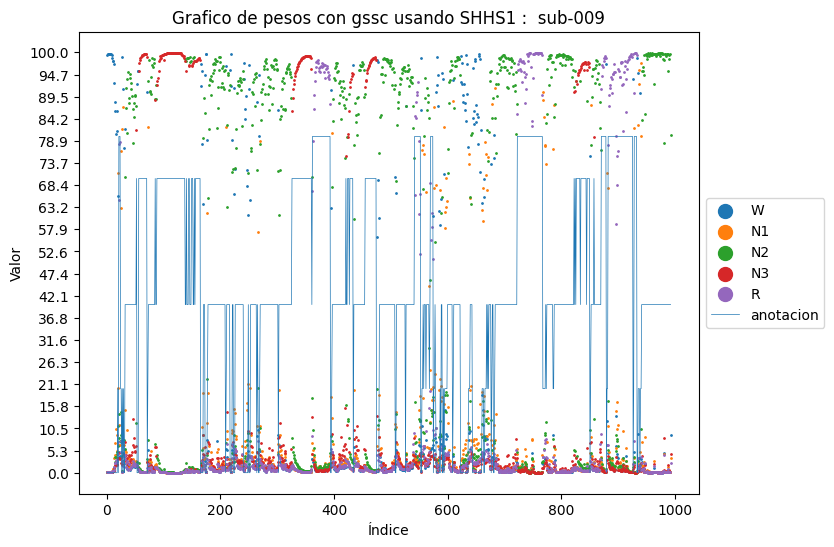 Grafico de pesos con gssc usando SHHS1 :  sub-009
Valor
100.0
94.7
89.5
84.2
78.9
73.7
68.4
63.2
57.9
52.6
47.4
42.1
36.8
31.6
26.3
21.1
15.8
10.5
5.3
0.0
0
200
400
600
800
1000
Índice
W
N1
N2
N3
R
anotacion